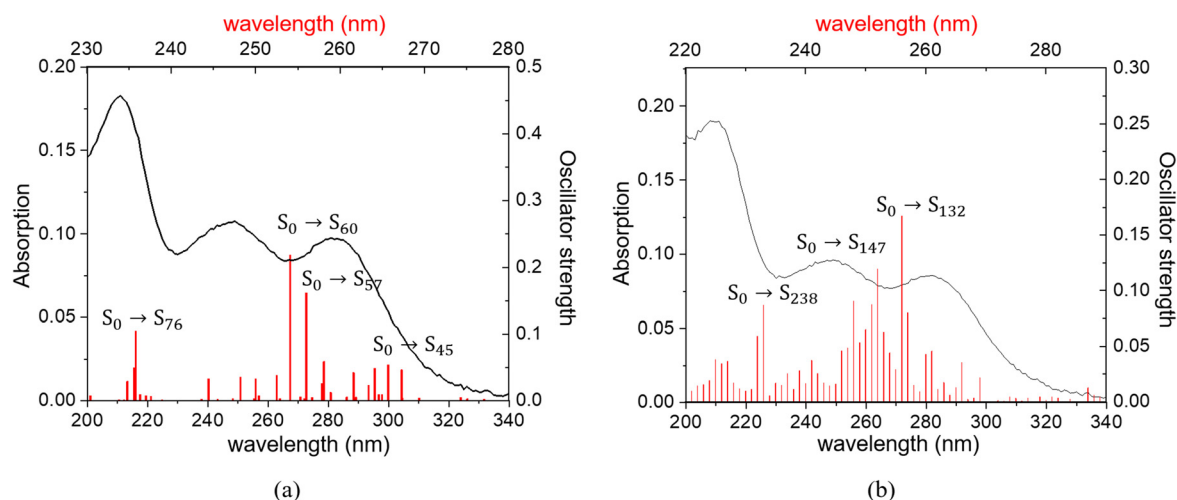 wavelength (nm)
230 240 250 260 270 280
0.20
0.15
0.10
0.05
0.00
Absorption
0.5
0.4
0.3
0.2
0.1
0.0
Oscillator strength
S₀ → S₆₀
S₀ → S₅₇
S₀ → S₇₆
S₀ → S₄₅
200 220 240 260 280 300 320 340
wavelength (nm)
(a)
wavelength (nm)
220 240 260 280
0.20
0.15
0.10
0.05
0.00
Absorption
0.30
0.25
0.20
0.15
0.10
0.05
0.00
Oscillator strength
S₀ → S₁₃₂
S₀ → S₁₄₇
S₀ → S₂₃₈
200 220 240 260 280 300 320 340
wavelength (nm)
(b)